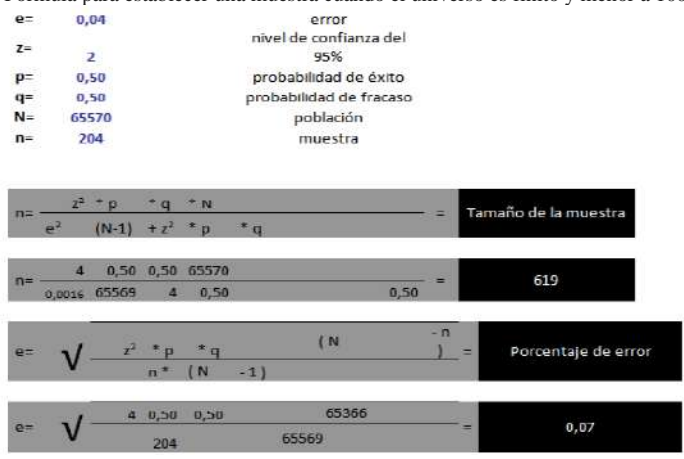 Fórmula para establecer una muestra cuando el universo es finito y menor a
e= 0,04 error
z= 2 nivel de confianza del 95%
p= 0,50 probabilidad de éxito
q= 0,50 probabilidad de fracaso
N= 65570 población
n= 204 muestra
n= z² * p * q * N = Tamaño de la muestra
e² (N-1) + z² * p * q
n= 4 0,50 0,50 65570 = 619
0,0016 65569 4 0,50 0,50
e= √ z² * p * q ( N - n ) = Porcentaje de error
n * ( N -1)
e= √ 4 0,50 0,50 65366 = 0,07
204 65569